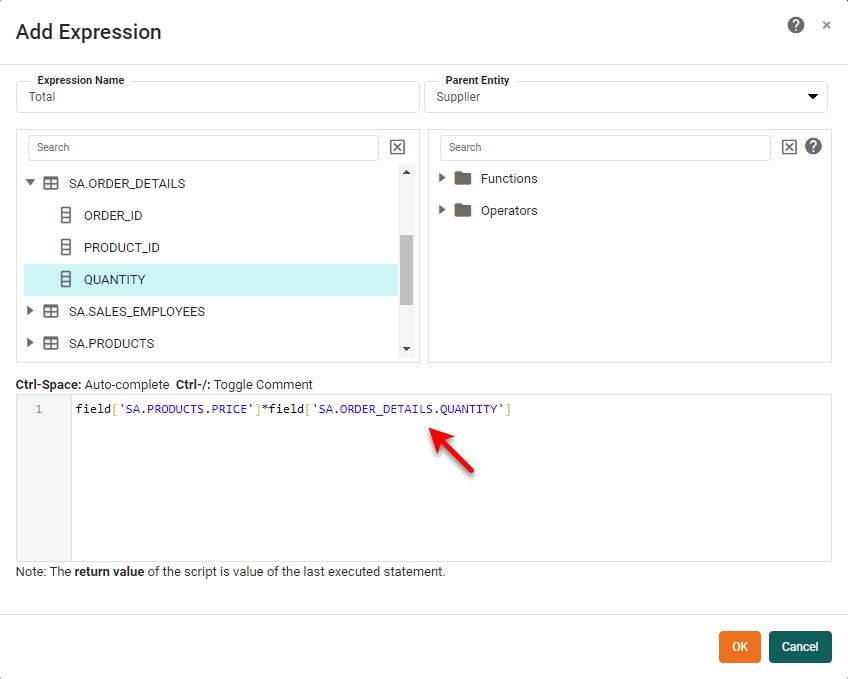 Add Expression
Expression Name
Total
Parent Entity
Supplier
Search
SA.ORDER_DETAILS
ORDER_ID
PRODUCT_ID
QUANTITY
SA.SALES_EMPLOYEES
SA.PRODUCTS
Search
Functions
Operators
Ctrl-Space: Auto-complete Ctrl-/: Toggle Comment
1 field['SA.PRODUCTS.PRICE']*field['SA.ORDER_DETAILS.QUANTITY']
Note: The return value of the script is value of the last executed statement.
OK Cancel